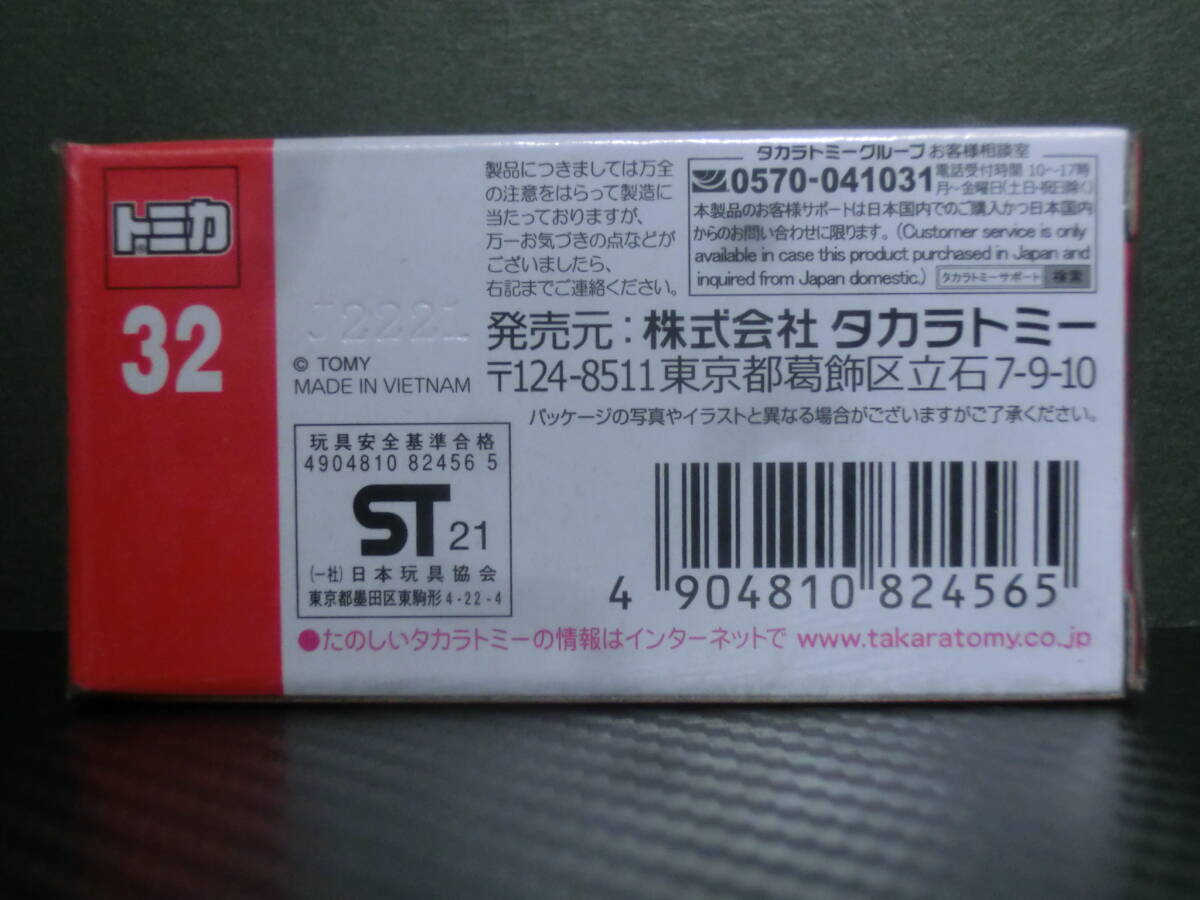 トミカ
32
J2221
© TOMY
MADE IN VIETNAM
製品につきましては万全
の注意をはらって製造に
当たっておりますが、
万一お気づきの点などが
ございましたら、
右記までご連絡ください。
タカラトミーグループ お客様相談室
0570-041031 電話受付時間 10〜17時
月〜金曜日(土日・祝日除く)
本製品のお客様サポートは日本国内でのご購入かつ日本国内
からのお問い合わせに限ります。(Customer service is only
available in case this product purchased in Japan and
inquired from Japan domestic.) タカラトミーサポート 検索
発売元：株式会社 タカラトミー
〒124-8511 東京都葛飾区立石 7-9-10
パッケージの写真やイラストと異なる場合がございますがご了承ください。
玩具安全基準合格
4904810 82456 5
ST 21
(一社)日本玩具協会
東京都墨田区東駒形4-22-4
4 904810 824565
●たのしいタカラトミーの情報はインターネットで www.takaratomy.co.jp